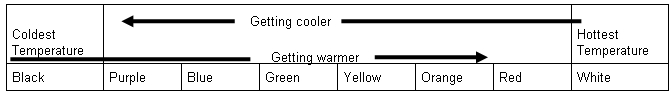 Getting cooler
Coldest
Temperature
Hottest
Temperature
Getting warmer
Black Purple Blue Green Yellow Orange Red White